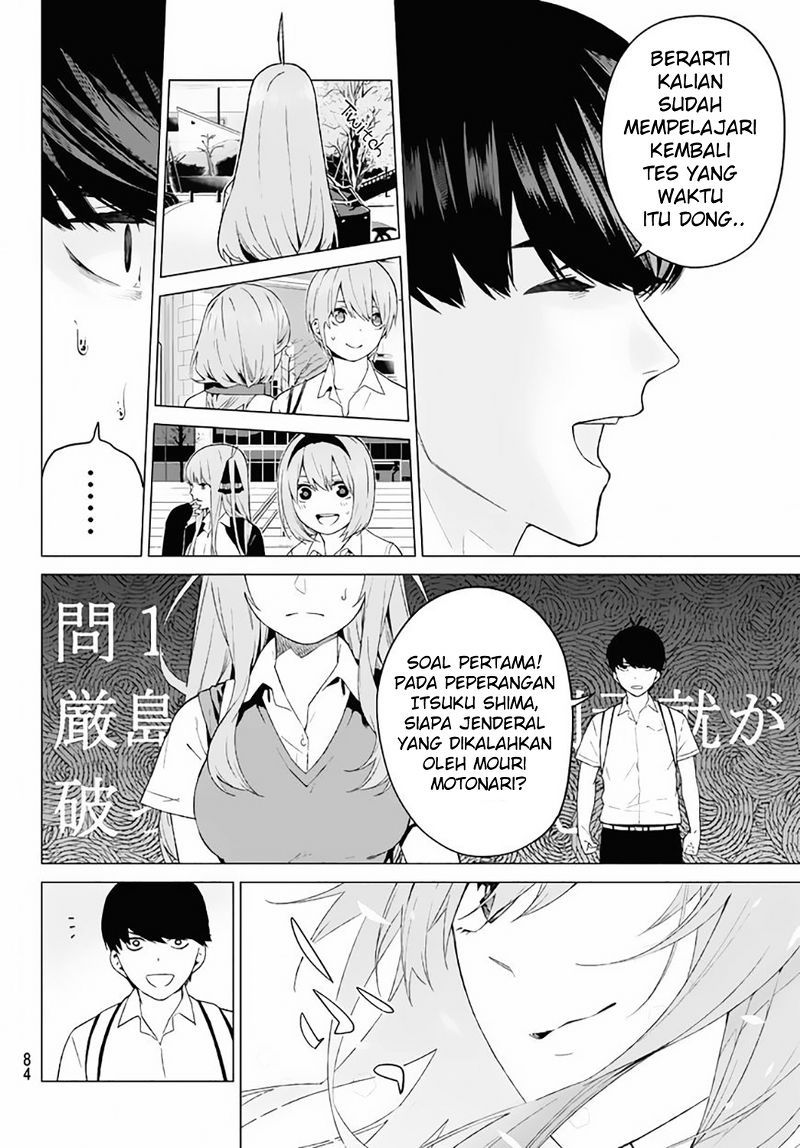 BERARTI
KALIAN
SUDAH
MEMPELAJARI
KEMBALI
TES YANG
WAKTU
ITU DONG..
Twitch
......
問1
厳島
就が
破
SOAL PERTAMA!
PADA PEPERANGAN
ITSUKU SHIMA,
SIAPA JENDERAL
YANG DIKALAHKAN
OLEH MOURI
MOTONARI?
84